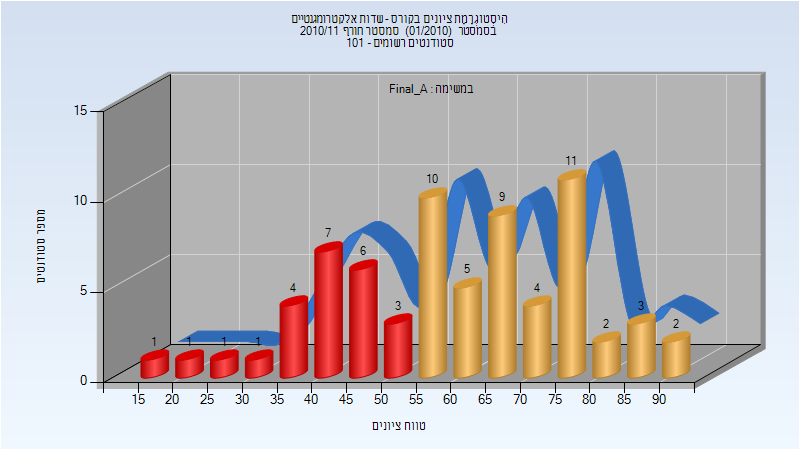 היסטוגרמת ציונים בקורס - שדות אלקטרומגנטיים
בסמסטר (01/2010) סמסטר חורף 2010/11
סטודנטים רשומים - 101
במשימה : Final_A
מספר סטודנטים
15
10
5
0
1
1
1
1
4
7
6
3
10
5
9
4
11
2
3
2
15 20 25 30 35 40 45 50 55 60 65 70 75 80 85 90
טווח ציונים